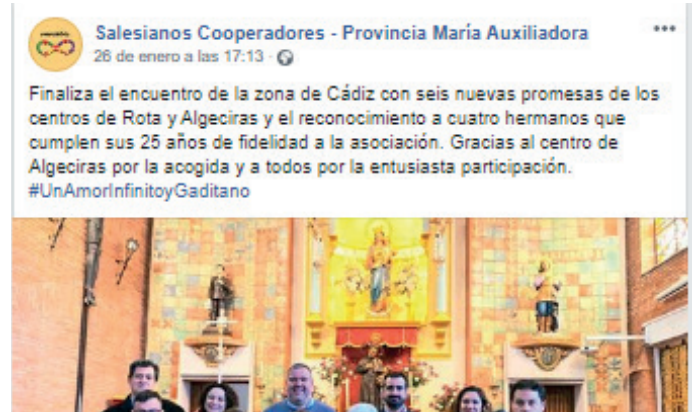 Salesianos Cooperadores - Provincia María Auxiliadora
26 de enero a las 17:13 ·
Finaliza el encuentro de la zona de Cádiz con seis nuevas promesas de los
centros de Rota y Algeciras y el reconocimiento a cuatro hermanos que
cumplen sus 25 años de fidelidad a la asociación. Gracias al centro de
Algeciras por la acogida y a todos por la entusiasta participación.
#UnAmorInfinitoyGaditano